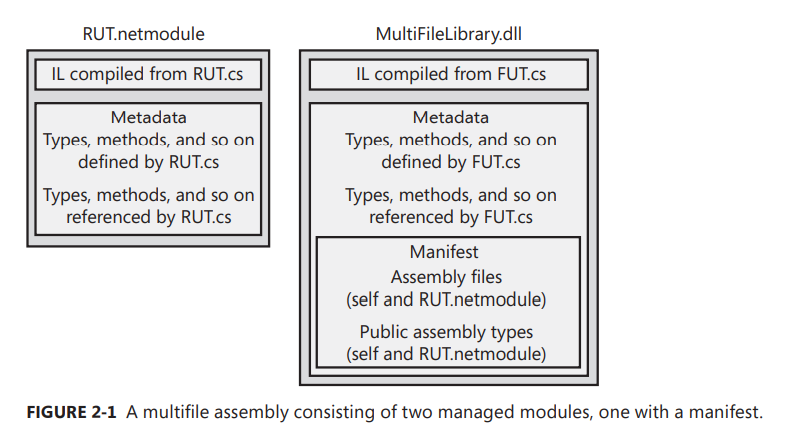 RUT.netmodule
IL compiled from RUT.cs
Metadata
Types, methods, and so on
defined by RUT.cs
Types, methods, and so on
referenced by RUT.cs
MultiFileLibrary.dll
IL compiled from FUT.cs
Metadata
Types, methods, and so on
defined by FUT.cs
Types, methods, and so on
referenced by FUT.cs
Manifest
Assembly files
(self and RUT.netmodule)
Public assembly types
(self and RUT.netmodule)
FIGURE 2-1 A multifile assembly consisting of two managed modules, one with a manifest.